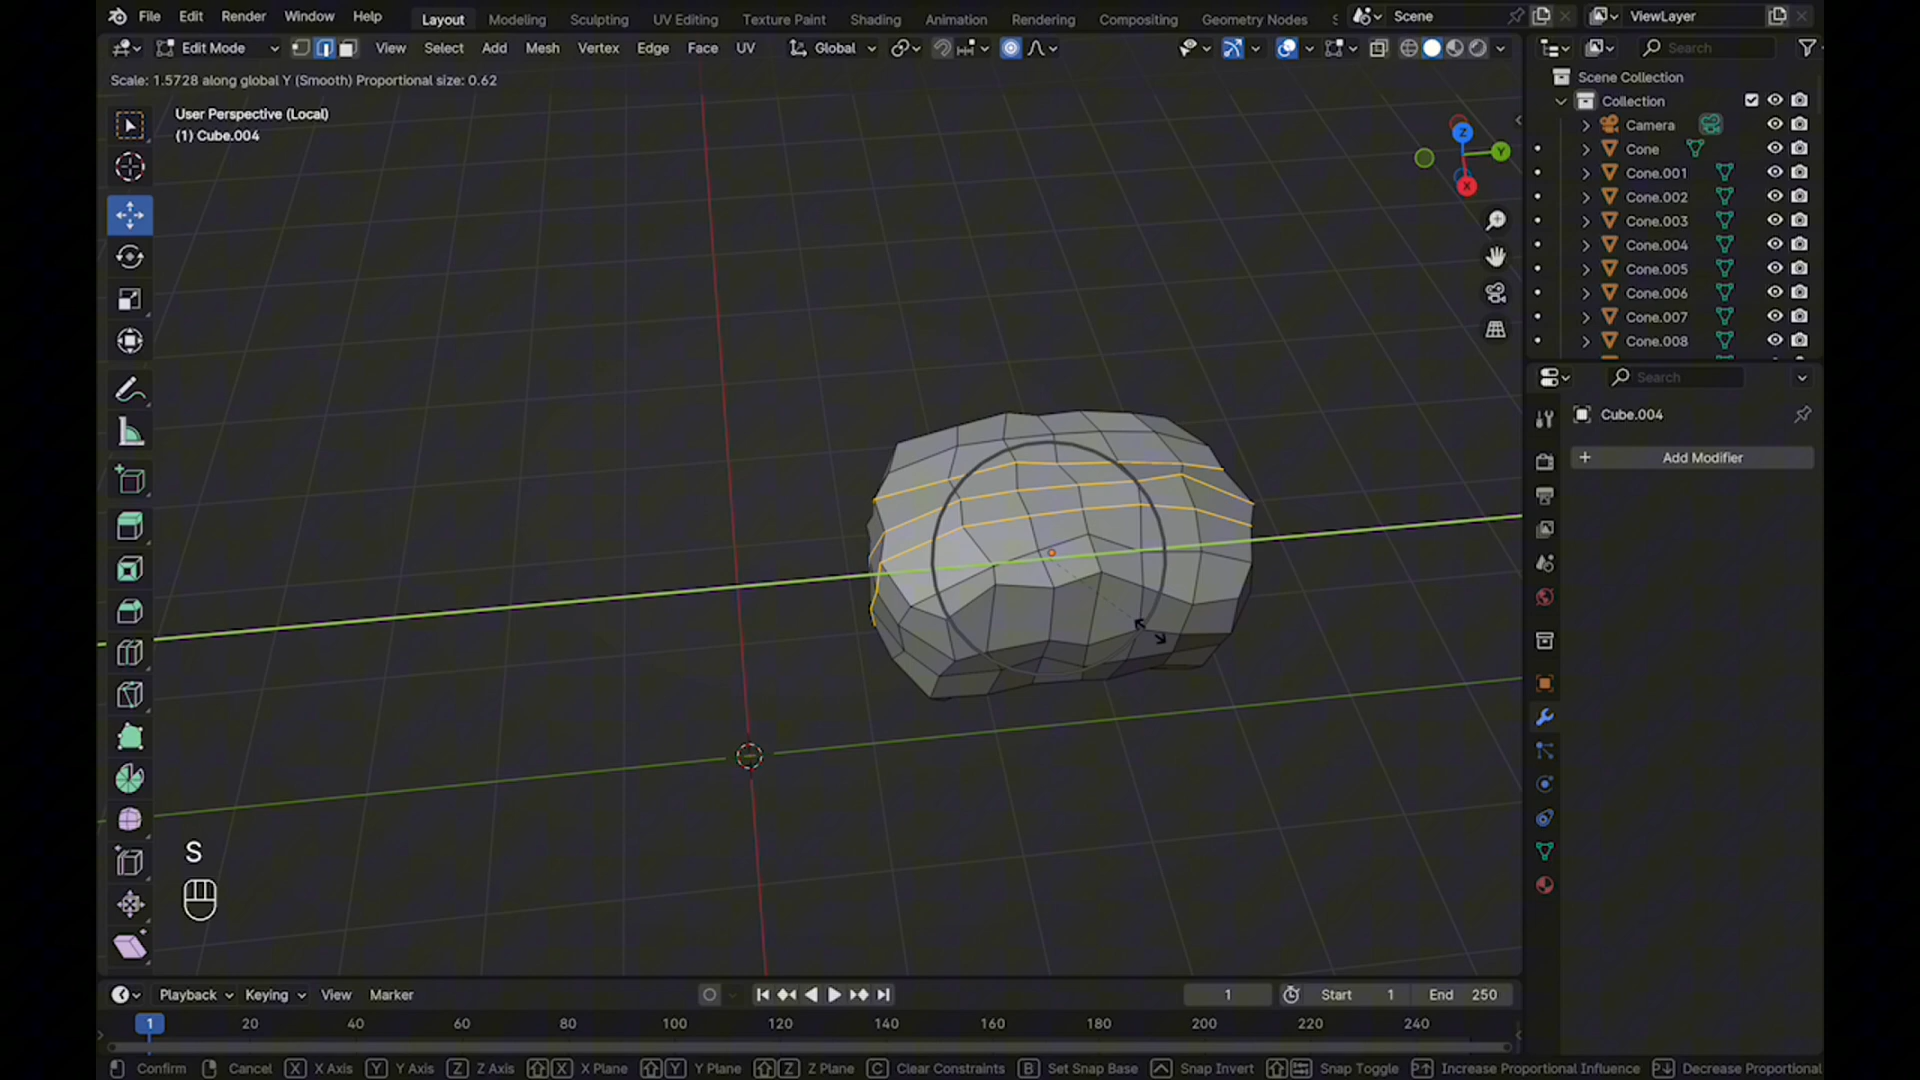 File Edit Render Window Help Layout Modeling Sculpting UV Editing Texture Paint Shading Animation Rendering Compositing Geometry Nodes S Scene ViewLayer
Edit Mode View Select Add Mesh Vertex Edge Face UV Global Search
Scale: 1.5728 along global Y (Smooth) Proportional size: 0.62
User Perspective (Local)
(1) Cube.004
Z
Y
X
Scene Collection
Collection
Camera
Cone
Cone.001
Cone.002
Cone.003
Cone.004
Cone.005
Cone.006
Cone.007
Cone.008
Search
Cube.004
+ Add Modifier
S
Playback Keying View Marker 1 Start 1 End 250
1 20 40 60 80 100 120 140 160 180 200 220 240
Confirm Cancel X X Axis Y Y Axis Z Z Axis X X Plane Y Y Plane Z Z Plane C Clear Constraints B Set Snap Base Snap Invert Snap Toggle Increase Proportional Influence Decrease Proportional